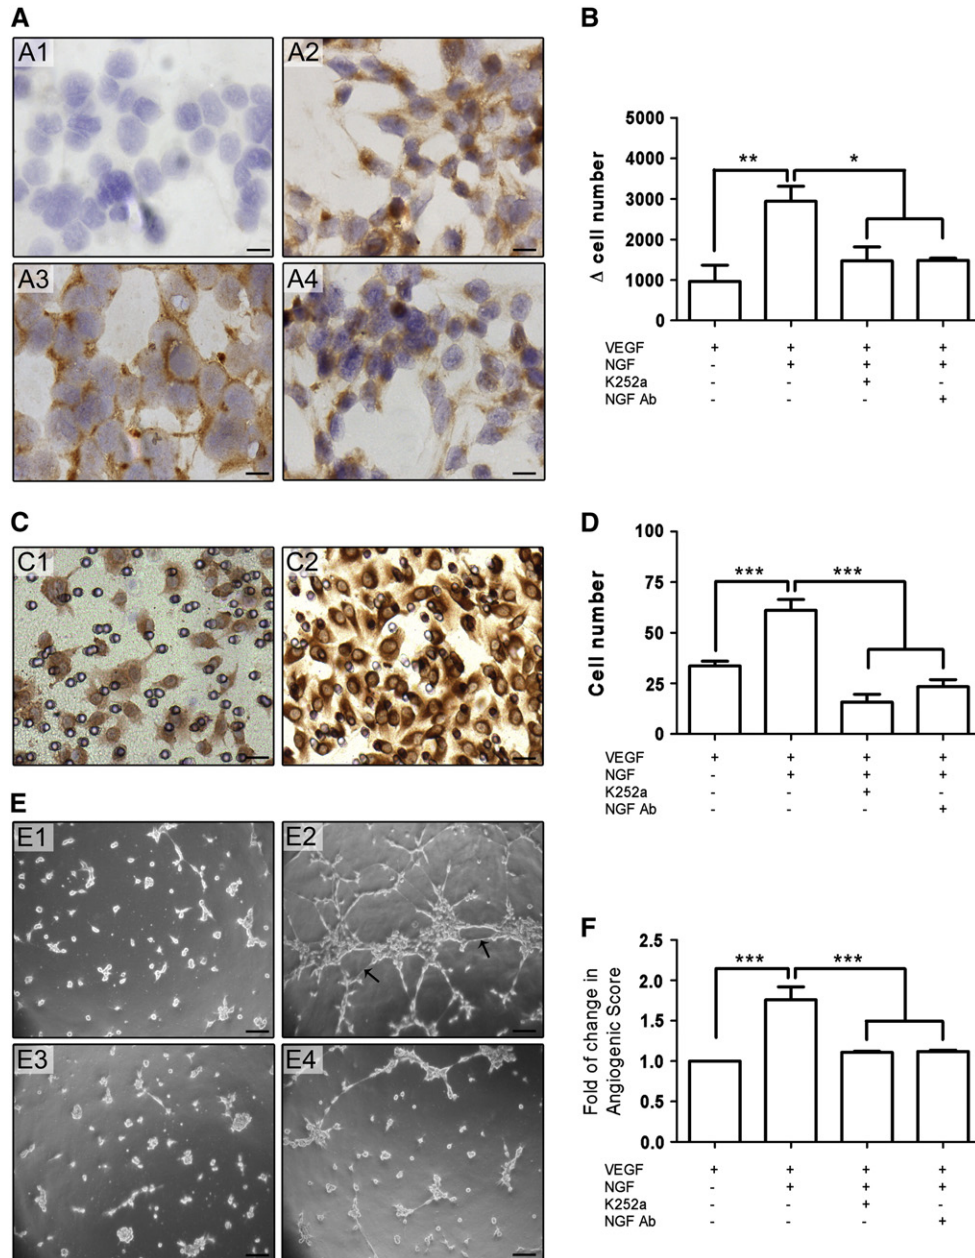 A
A1
A2
A3
A4
B
5000
4000
3000
2000
1000
0
Δ cell number
**
*
VEGF + + + +
NGF - + + +
K252a - - + -
NGF Ab - - - +
C
C1
C2
D
100
75
50
25
0
Cell number
***
***
VEGF + + + +
NGF - + + +
K252a - - + -
NGF Ab - - - +
E
E1
E2
E3
E4
F
2.5
2.0
1.5
1.0
0.5
0.0
Fold of change in
Angiogenic Score
***
***
VEGF + + + +
NGF - + + +
K252a - - + -
NGF Ab - - - +